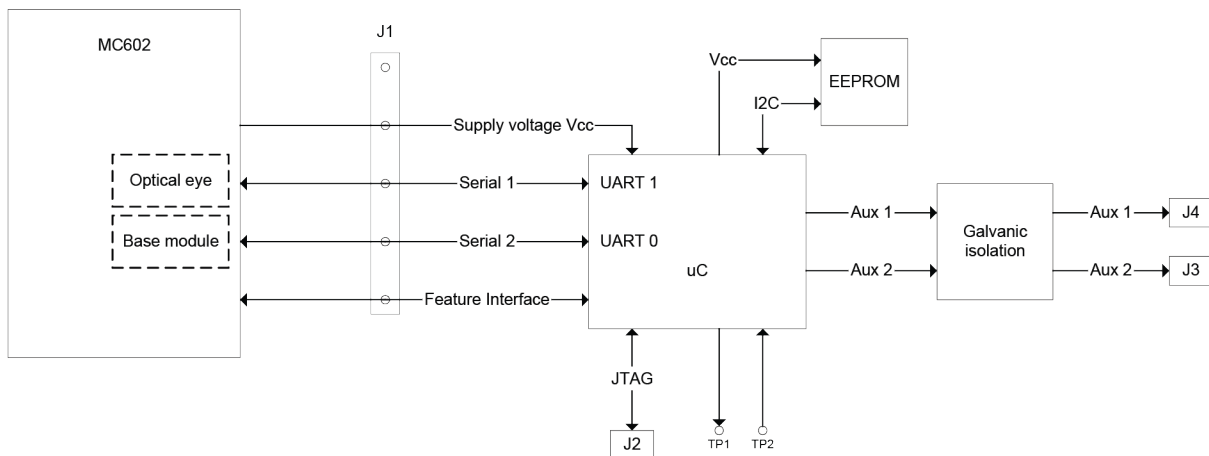 MC602
J1
Vcc
EEPROM
I2C
Supply voltage Vcc
Optical eye
Serial 1
UART 1
Aux 1
Aux 1
J4
Base module
Serial 2
UART 0
Galvanic
isolation
uC
Aux 2
Aux 2
J3
Feature Interface
JTAG
J2
TP1
TP2